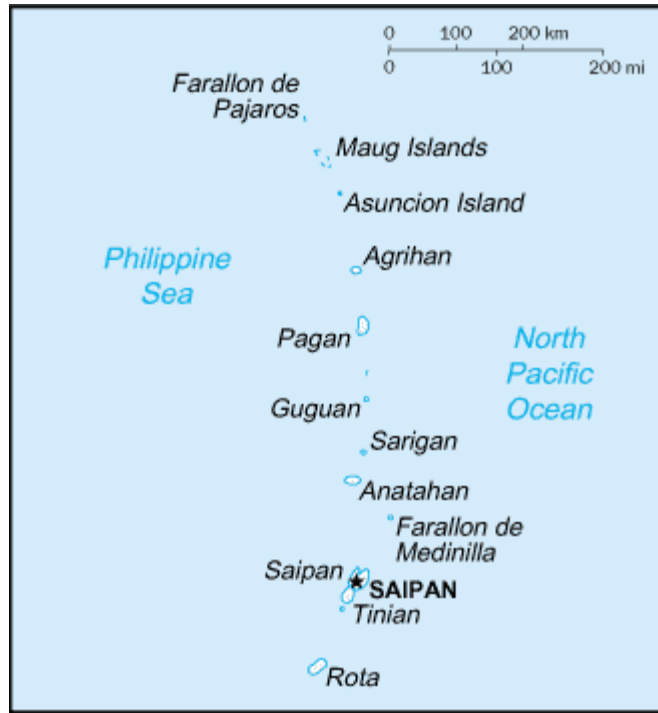 0 100 200 km
0 100 200 mi
Farallon de
Pajaros
Maug Islands
Asuncion Island
Agrihan
Philippine
Sea
Pagan
North
Pacific
Ocean
Guguan
Sarigan
Anatahan
Farallon de
Medinilla
Saipan
SAIPAN
Tinian
Rota